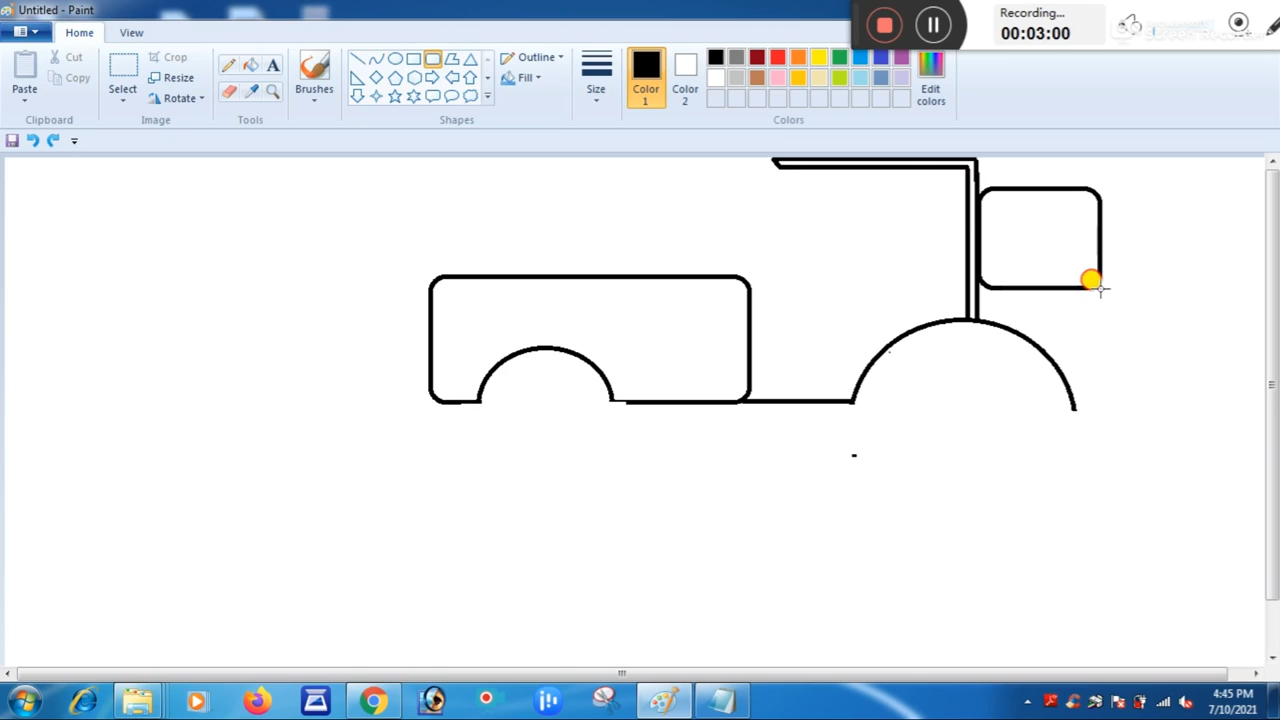 Untitled - Paint
Recording...
00:03:00
Home
View
Paste
Cut
Copy
Clipboard
Select
Crop
Resize
Rotate
Image
Tools
Brushes
Outline
Fill
Shapes
Size
Color 1
Color 2
Edit colors
Colors
4:45 PM
7/10/2021